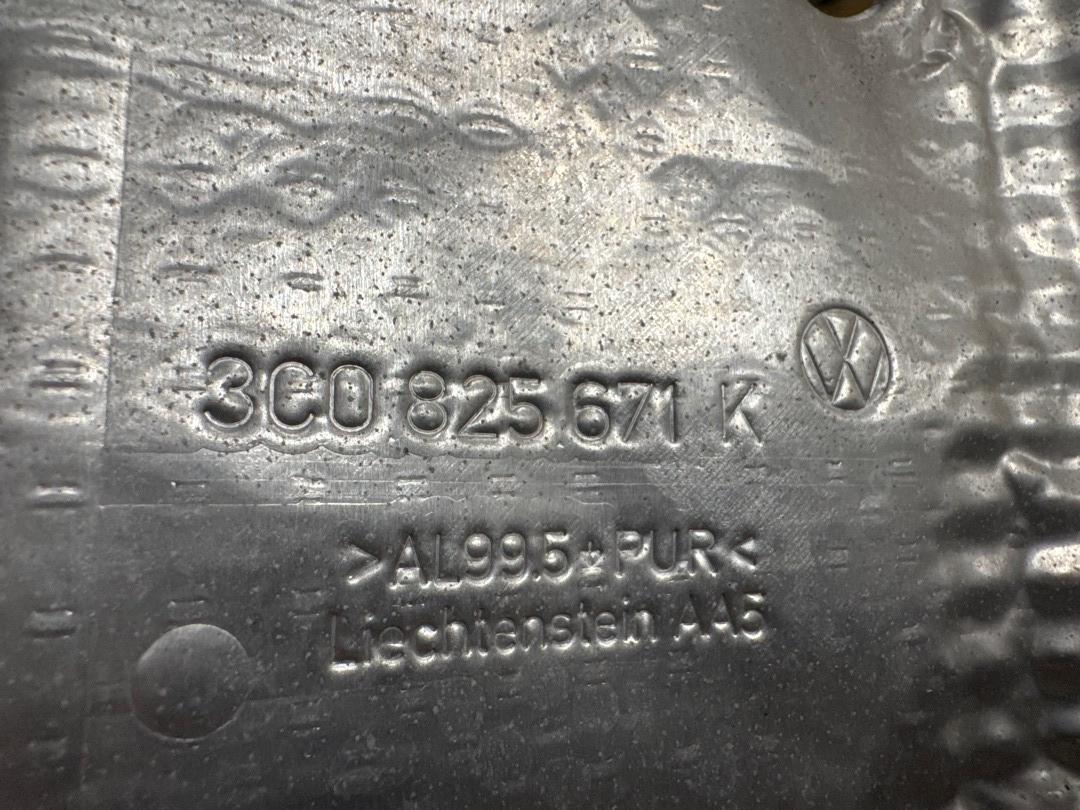 3C0 825 671 K
>AL99.5+PUR<
Liechtenstein AA5